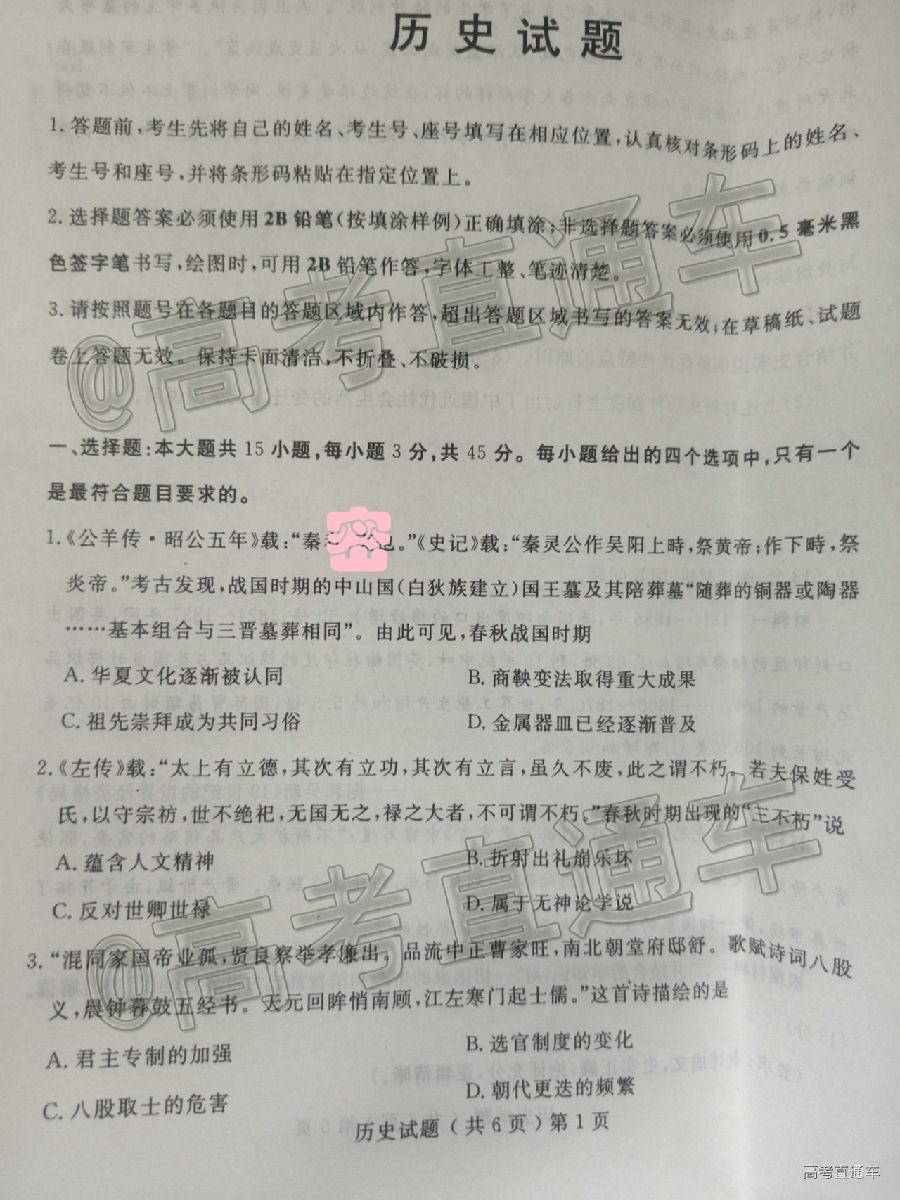 历史试题
1.答题前,考生先将自己的姓名、考生号、座号填写在相应位置,认真核对条形码上的姓名、
考生号和座号,并将条形码粘贴在指定位置上。
2.选择题答案必须使用2B铅笔(按填涂样例)正确填涂;非选择题答案必须使用0.5毫米黑
色签字笔书写,绘图时,可用2B铅笔作答,字体工整、笔迹清楚。
3.请按照题号在各题目的答题区域内作答,超出答题区域书写的答案无效;在草稿纸、试题
卷上答题无效。保持卡面清洁,不折叠、不破损。
@高考直通车
一、选择题:本大题共15小题,每小题3分,共45分。每小题给出的四个选项中,只有一个
是最符合题目要求的。
1.《公羊传·昭公五年》载:“秦 也。”《史记》载:“秦灵公作吴阳上畤,祭黄帝;作下畤,祭
炎帝。”考古发现,战国时期的中山国(白狄族建立)国王墓及其陪葬墓“随葬的铜器或陶器
……基本组合与三晋墓葬相同”。由此可见,春秋战国时期
A.华夏文化逐渐被认同 B.商鞅变法取得重大成果
C.祖先崇拜成为共同习俗 D.金属器皿已经逐渐普及
2.《左传》载:“太上有立德,其次有立功,其次有立言,虽久不废,此之谓不朽。若夫保姓受
氏,以守宗祊,世不绝祀,无国无之,禄之大者,不可谓不朽。”春秋时期出现的“三不朽”说
A.蕴含人文精神 B.折射出礼崩乐坏
C.反对世卿世禄 D.属于无神论学说
@高考直通车
3.“混同家国帝业孤,贤良察举孝廉出。品流中正曹家旺,南北朝堂府邸舒。歌赋诗词八股
义,晨钟暮鼓五经书。天元回眸悄南顾,江左寒门起士儒。”这首诗描绘的是
A.君主专制的加强 B.选官制度的变化
C.八股取士的危害 D.朝代更迭的频繁
历史试题(共6页)第1页
高考直通车